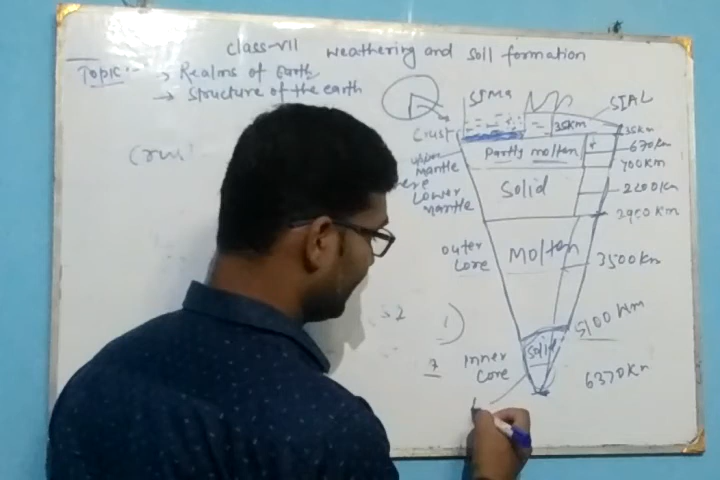 class-VII weathering and soil formation
Topic:- → Realms of Earth
→ Structure of the earth
SIMA
SIAL
Crust
35Km
35Km
upper Mantle
Partly molten
670Km
700Km
Lower Mantle
Solid
2200Km
2900Km
outer Core
Molten
3500Km
5100Km
Inner Core
Solid
6370Km